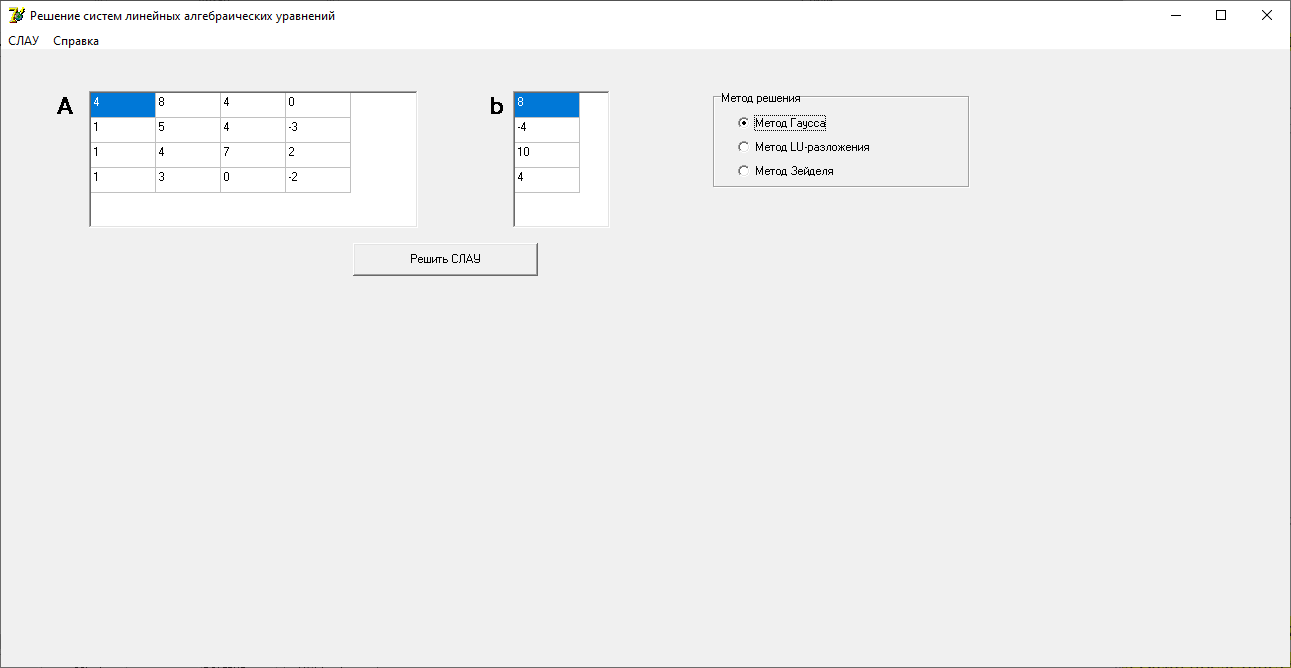 Решение систем линейных алгебраических уравнений
СЛАУ Справка
A
4 8 4 0
1 5 4 -3
1 4 7 2
1 3 0 -2
b
8
-4
10
4
Метод решения
Метод Гаусса
Метод LU-разложения
Метод Зейделя
Решить СЛАУ